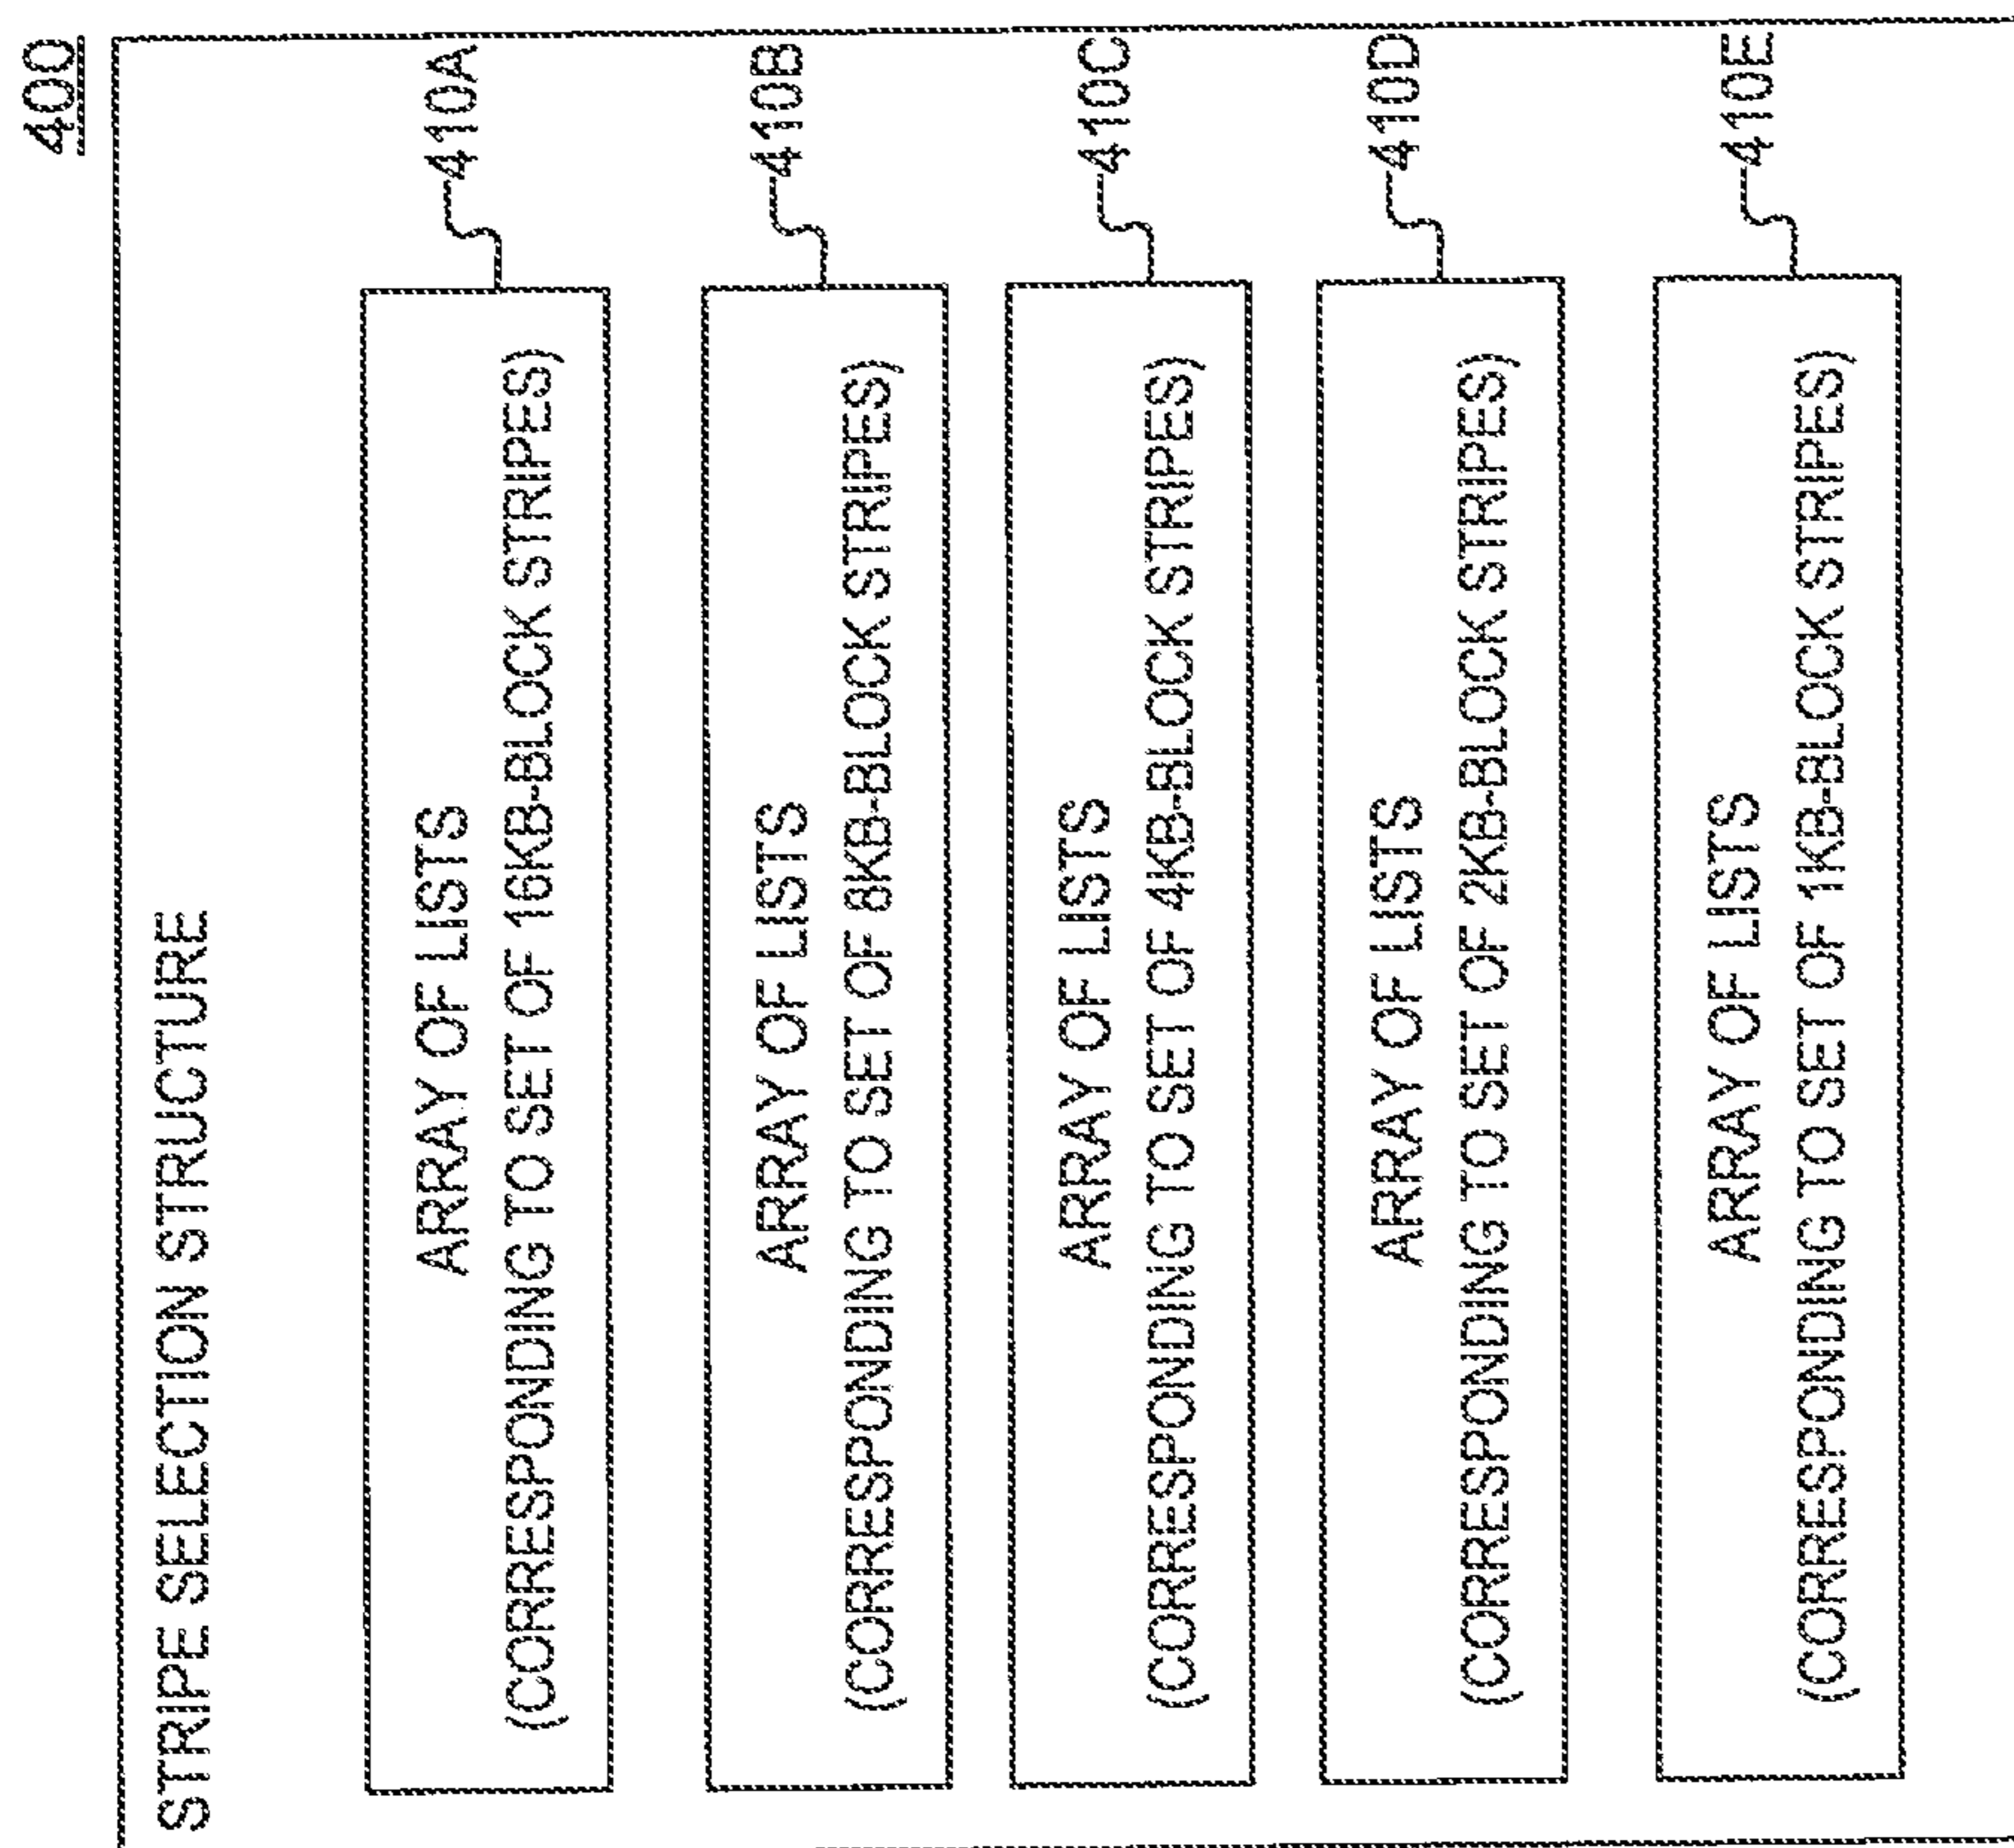 400
STRIPE SELECTION STRUCTURE
ARRAY OF LISTS
(CORRESPONDING TO SET OF 16KB-BLOCK STRIPES)
410A
ARRAY OF LISTS
(CORRESPONDING TO SET OF 8KB-BLOCK STRIPES)
410B
ARRAY OF LISTS
(CORRESPONDING TO SET OF 4KB-BLOCK STRIPES)
410C
ARRAY OF LISTS
(CORRESPONDING TO SET OF 2KB-BLOCK STRIPES)
410D
ARRAY OF LISTS
(CORRESPONDING TO SET OF 1KB-BLOCK STRIPES)
410E